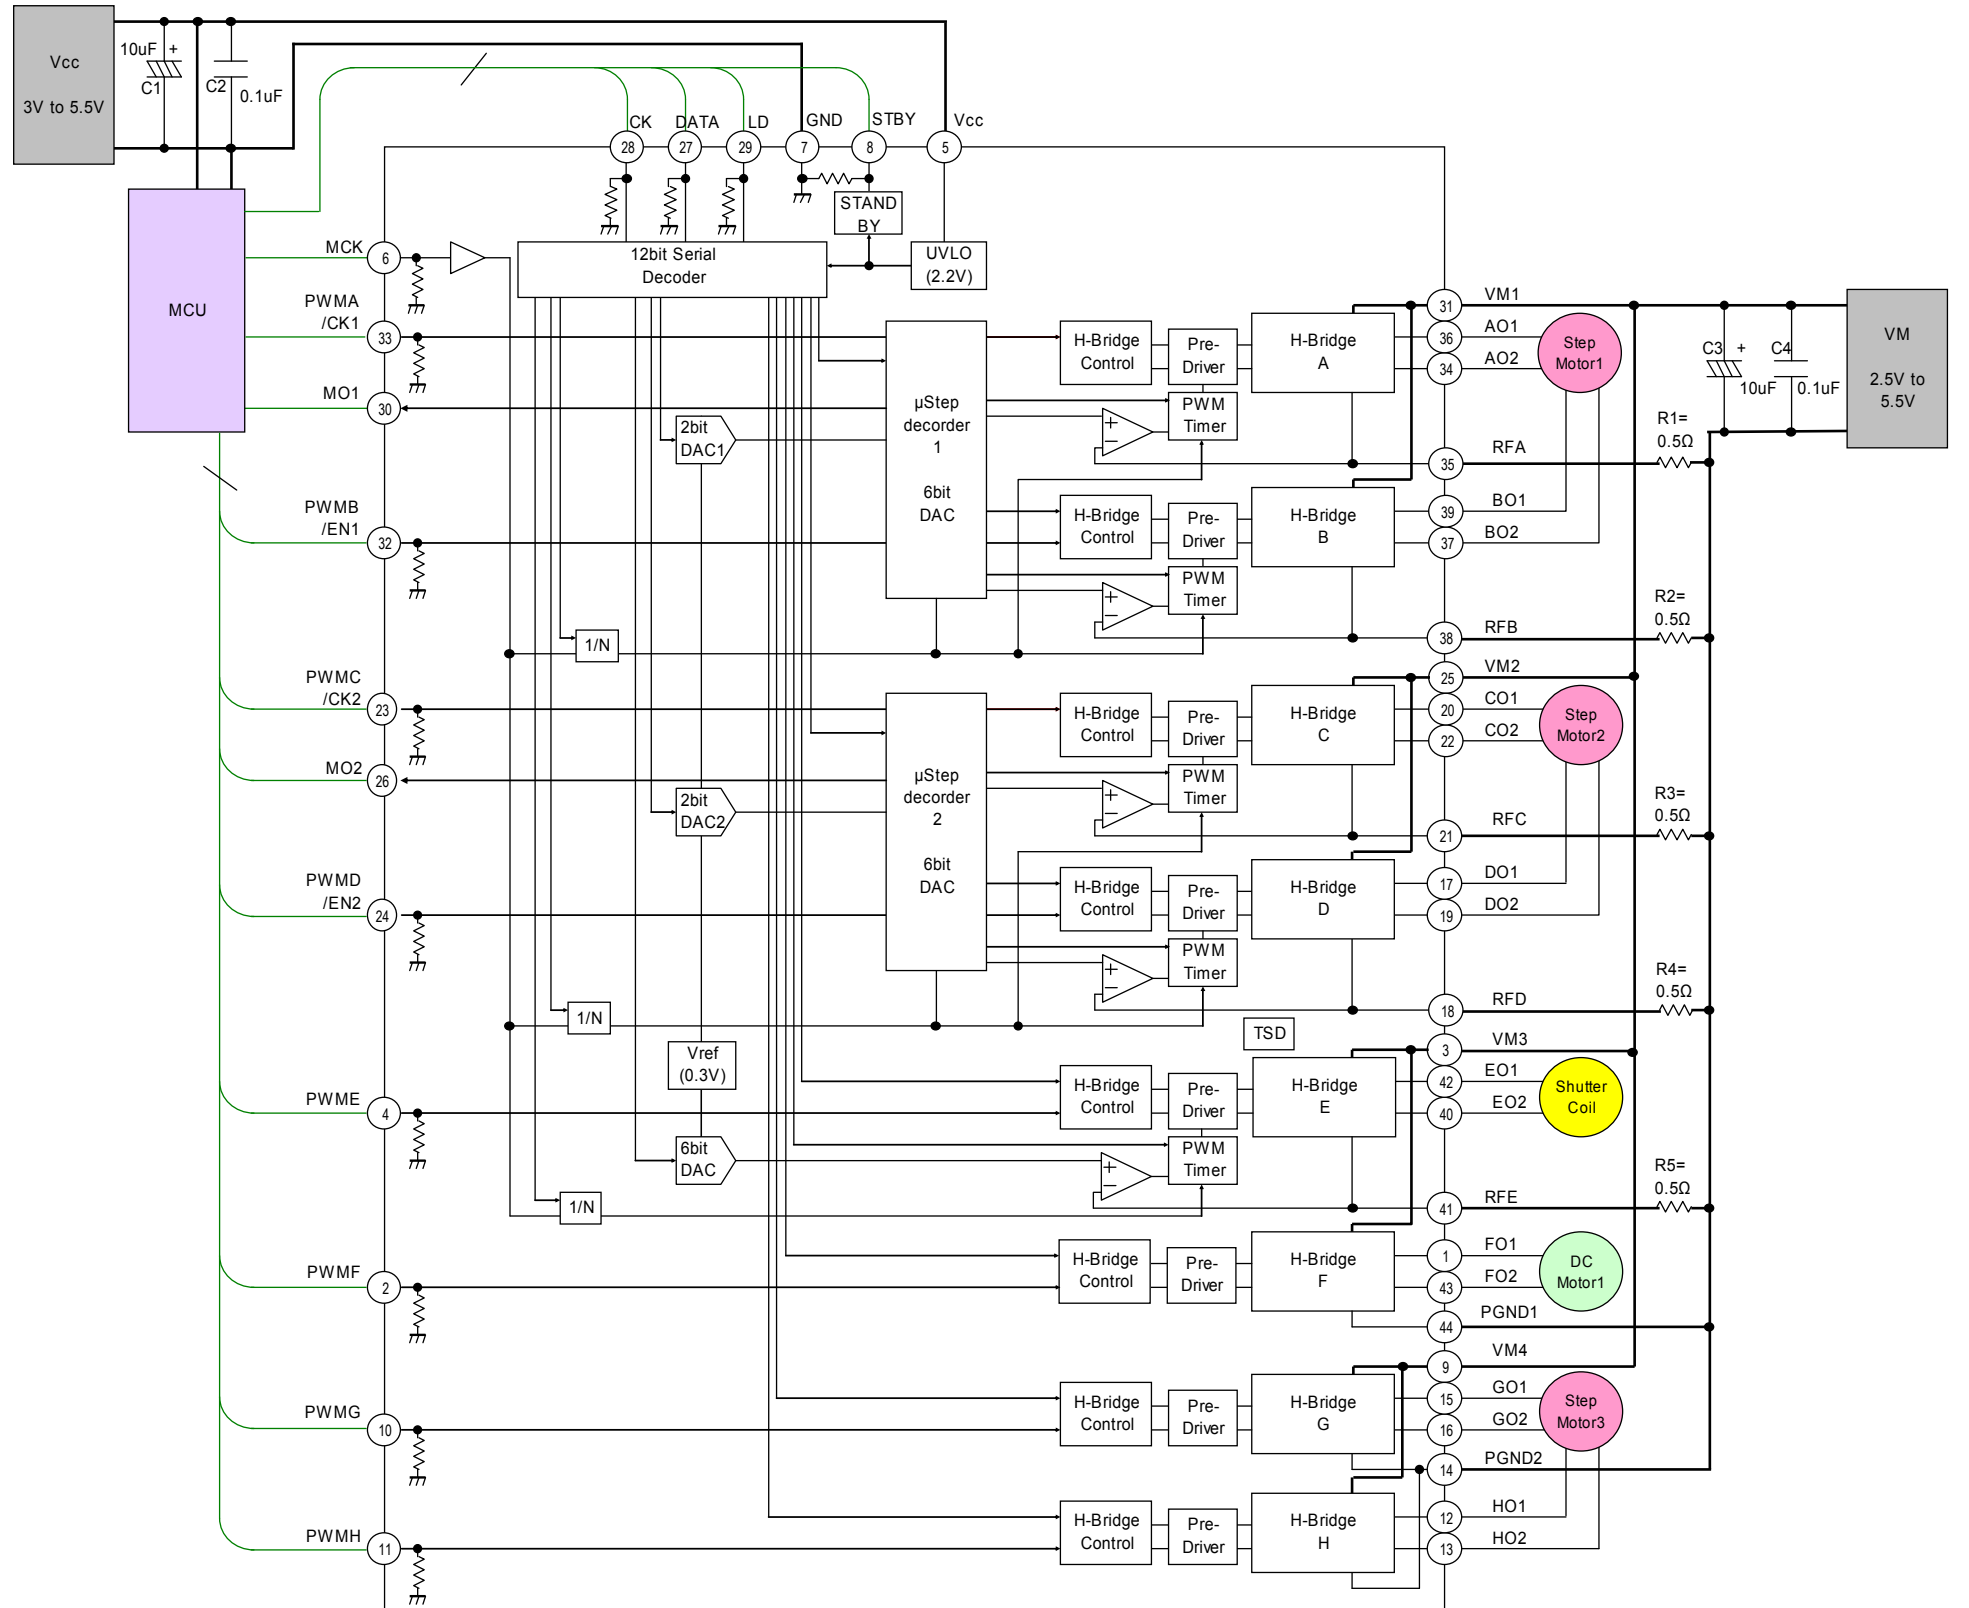 Vcc
3V to 5.5V
10uF +
C1
C2
0.1uF
CK
DATA
LD
GND
STBY
Vcc
28
27
29
7
8
5
STAND
BY
UVLO
(2.2V)
12bit Serial
Decoder
MCU
MCK
6
PWMA
/CK1
33
MO1
30
PWMB
/EN1
32
PWMC
/CK2
23
MO2
26
PWMD
/EN2
24
PWME
4
PWMF
2
PWMG
10
PWMH
11
2bit
DAC1
1/N
2bit
DAC2
1/N
Vref
(0.3V)
6bit
DAC
1/N
µStep
decorder
1
6bit
DAC
µStep
decorder
2
6bit
DAC
H-Bridge
Control
Pre-
Driver
H-Bridge
A
PWM
Timer
+
−
H-Bridge
Control
Pre-
Driver
H-Bridge
B
PWM
Timer
+
−
H-Bridge
Control
Pre-
Driver
H-Bridge
C
PWM
Timer
+
−
H-Bridge
Control
Pre-
Driver
H-Bridge
D
PWM
Timer
+
−
TSD
H-Bridge
Control
Pre-
Driver
H-Bridge
E
PWM
Timer
+
−
H-Bridge
Control
Pre-
Driver
H-Bridge
F
H-Bridge
Control
Pre-
Driver
H-Bridge
G
H-Bridge
Control
Pre-
Driver
H-Bridge
H
31 VM1
36 AO1
34 AO2
35 RFA
39 BO1
37 BO2
38 RFB
25 VM2
20 CO1
22 CO2
21 RFC
17 DO1
19 DO2
18 RFD
3 VM3
42 EO1
40 EO2
41 RFE
1 FO1
43 FO2
44 PGND1
9 VM4
15 GO1
16 GO2
14 PGND2
12 HO1
13 HO2
Step
Motor1
Step
Motor2
Shutter
Coil
DC
Motor1
Step
Motor3
R1=
0.5Ω
R2=
0.5Ω
R3=
0.5Ω
R4=
0.5Ω
R5=
0.5Ω
C3 +
10uF
C4
0.1uF
VM
2.5V to
5.5V